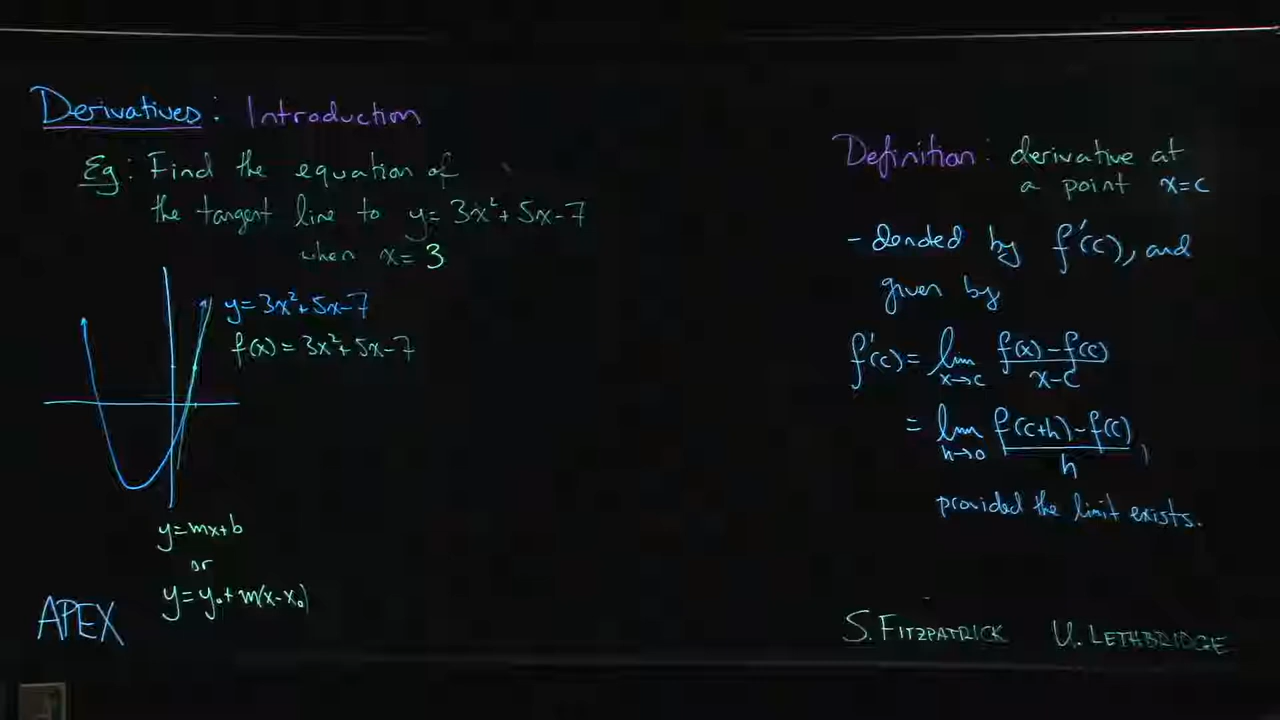 Derivatives: Introduction
Eg: Find the equation of
the tangent line to y = 3x² + 5x - 7
when x = 3
y = 3x² + 5x - 7
f(x) = 3x² + 5x - 7
y = mx + b
or
y = y₀ + m(x - x₀)
APEX
Definition: derivative at
a point x = c
- denoted by f'(c), and
given by
f'(c) = lim x→c f(x) - f(c) / x - c
= lim h→0 f(c+h) - f(c) / h ,
provided the limit exists.
S. FITZPATRICK U. LETHBRIDGE